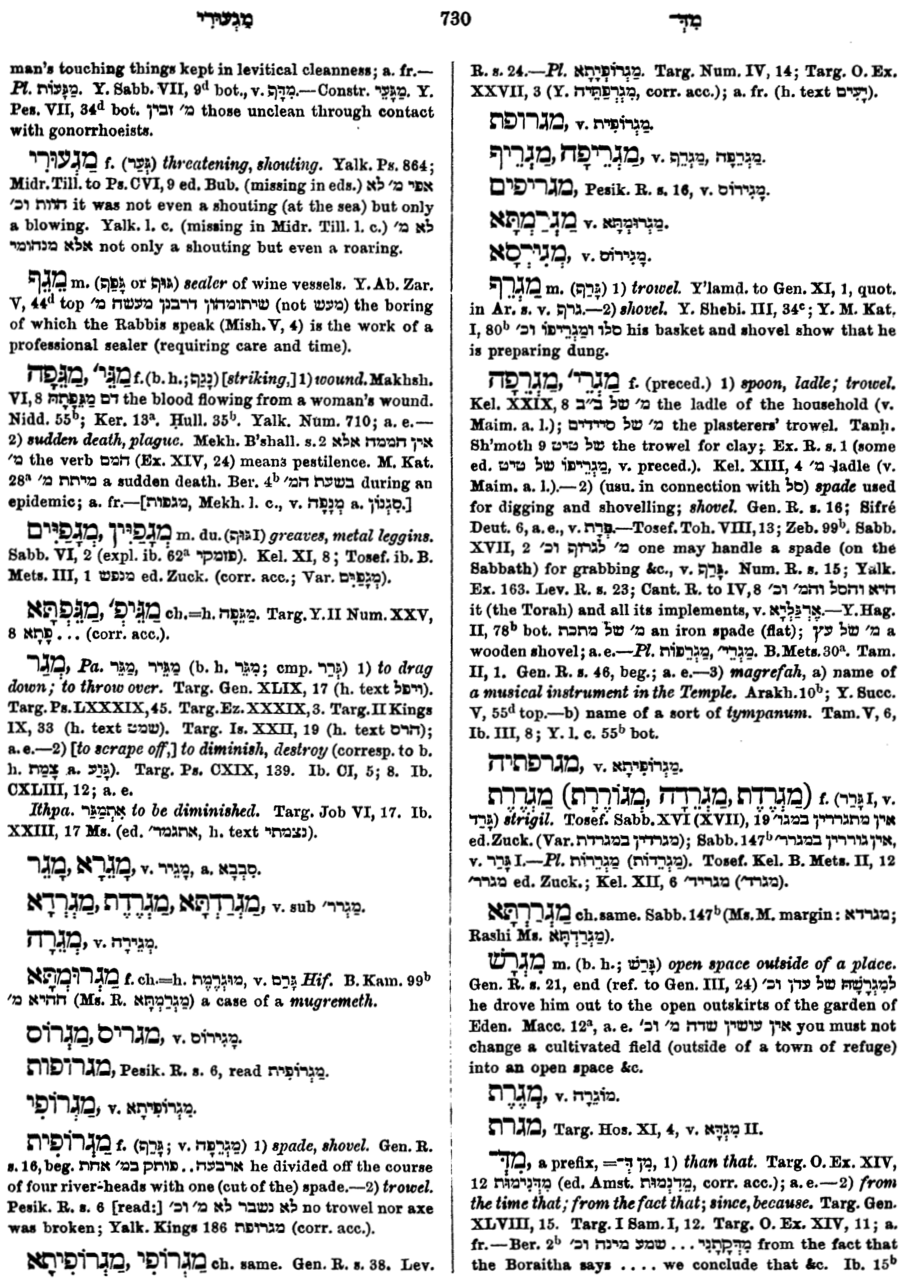 מַגְעוּרִי 730 מִדְּ־
man's touching things kept in levitical cleanness; a. fr.—
Pl. מַגָּעוֹת. Y. Sabb. VII, 9d bot., v. מַדָּף.—Constr. מַגָּעֵי. Y.
Pes. VII, 34d bot. מ' זבין those unclean through contact
with gonorrhoeists.
מַגְעוּרִי f. (גְּעַר) threatening, shouting. Yalk. Ps. 864;
Midr. Till. to Ps. CVI, 9 ed. Bub. (missing in eds.) אפי מ' לא
היות וכ' it was not even a shouting (at the sea) but only
a blowing. Yalk. l. c. (missing in Midr. Till. l. c.) לא מ'
אלא מנהומי not only a shouting but even a roaring.
מַגֵּף m. (גּוּף or גָּפַף) sealer of wine vessels. Y. Ab. Zar.
V, 44d top שיתומהון דרבנן מעשה מ' (not מעש) the boring
of which the Rabbis speak (Mish. V, 4) is the work of a
professional sealer (requiring care and time).
מַגֵּפָה, מַגֵּי' f. (b. h.; נָגַף) [striking,] 1) wound. Makhsh.
VI, 8 דם מַגֵּפָתָהּ the blood flowing from a woman's wound.
Nidd. 55b; Ker. 13a. Ḥull. 35b. Yalk. Num. 710; a. e.—
2) sudden death, plague. Mekh. B'shall. s. 2 אין הממה אלא
מ' the verb המם (Ex. XIV, 24) means pestilence. M. Kat.
28a מיתת מ' a sudden death. Ber. 4b בשעת המ' during an
epidemic; a. fr.—[מגפות, Mekh. l. c., v. מְנָפָה a. סִגְנוֹן.]
מְגָפַיִין, מְגָפַיִים m. du. (גּוּף I) greaves, metal leggins.
Sabb. VI, 2 (expl. ib. 62a פזמקי). Kel. XI, 8; Tosef. ib. B.
Mets. III, 1 מנפש ed. Zuck. (corr. acc.; Var. מְגָפַּיִם).
מַגֵּפְתָּא, מַגֵּיפְ' ch.=h. מַגֵּפָה. Targ. Y. II Num. XXV,
8 פָתָא . . . (corr. acc.).
מְגַר, Pa. מַגֵּיר, מַגֵּר (b. h. מִגֵּר; cmp. גְּרַר) 1) to drag
down; to throw over. Targ. Gen. XLIX, 17 (h. text ויפל).
Targ. Ps. LXXXIX, 45. Targ. Ez. XXXIX, 3. Targ. II Kings
IX, 33 (h. text שמט). Targ. Is. XXII, 19 (h. text הרס);
a. e.—2) [to scrape off,] to diminish, destroy (corresp. to b.
h. צָמַת a. גָּרַע). Targ. Ps. CXIX, 139. Ib. CI, 5; 8. Ib.
CXLIII, 12; a. e.
Ithpa. אִתְמַגַּר to be diminished. Targ. Job VI, 17. Ib.
XXIII, 17 Ms. (ed. אתגמר', h. text נצמתי).
מָגֵר, מָגֵרָא, v. מָגֵיר, a. סִבְבָא.
מְגַרְדָא, מְגָרֶדֶת, מְגַרַדְתָּא, v. sub מגרר'.
מְגֵרָה, v. מְגֵירָה.
מַגְרוּמְתָּא f. ch.=h. מוּגְרֶמֶת, v. גְּרַם Hif. B. Kam. 99b
ההיא מ' (Ms. R. מַגְרַמְתָּא) a case of a mugremeth.
מַגְרוֹס, מַגְרִיס, v. מָגִירוֹס.
מגרופות, Pesik. R. s. 6, read מַגְרוֹפִית.
מַגְרוֹפִי, v. מַגְרוֹפִיתָא.
מַגְרוֹפִית f. (גְּרַף; v. מַגְרֵפָה) 1) spade, shovel. Gen. R.
s. 16, beg. ארבעה . . פותק במ' אחת he divided off the course
of four river-heads with one (cut of the) spade.—2) trowel.
Pesik. R. s. 6 [read:] לא נשבר לא מ' וכ' no trowel nor axe
was broken; Yalk. Kings 186 מגרופת (corr. acc.).
מַגְרוֹפִי, מַגְרוֹפִיתָא ch. same. Gen. R. s. 38. Lev.
R. s. 24.—Pl. מַגְרוֹפְיָתָא. Targ. Num. IV, 14; Targ. O. Ex.
XXVII, 3 (Y. מַגְרְפַתֵּיהּ, corr. acc.); a. fr. (h. text יָעִים).
מגרופת, v. מַגְרוֹפִית.
מַגְרֵיף, מַגְרֵיפָה, v. מַגְרֵף, מַגְרֵפָה.
מגריפים, Pesik. R. s. 16, v. מָגִירוֹס.
מַגְרַמְתָּא v. מַגְרוּמְתָּא.
מְגִירְסָא, v. מָגִירוֹס.
מַגְרֵף m. (גָּרַף) 1) trowel. Y'lamd. to Gen. XI, 1, quot.
in Ar. s. v. גרף.—2) shovel. Y. Shebi. III, 34c; Y. M. Kat.
I, 80b סלו ומגריפו וכ' his basket and shovel show that he
is preparing dung.
מַגְרֵפָה, מַגְרֵי' f. (preced.) 1) spoon, ladle; trowel.
Kel. XXIX, 8 מ' של ב"ב the ladle of the household (v.
Maim. a. l.); מ' של סיידים the plasterers' trowel. Tanḥ.
Sh'moth 9 של טיט the trowel for clay; Ex. R. s. 1 (some
ed. מַגְרֵיפוֹ של טיט, v. preced.). Kel. XIII, 4 מ' ladle (v.
Maim. a. l.).—2) (usu. in connection with סל) spade used
for digging and shovelling; shovel. Gen. R. s. 16; Sifré
Deut. 6, a. e., v. פְּרָת.—Tosef. Toh. VIII, 13; Zeb. 99b. Sabb.
XVII, 2 מ' לגרוף וכ' one may handle a spade (on the
Sabbath) for grabbing &c., v. גָּרַף. Num. R. s. 15; Yalk.
Ex. 163. Lev. R. s. 23; Cant. R. to IV, 8 היא והסל והמ' וכ'
it (the Torah) and all its implements, v. אַרְגַּלְיָא.—Y. Hag.
II, 78b bot. מ' של מתכת an iron spade (flat); מ' של עץ a
wooden shovel; a. e.—Pl. מַגְרֵפוֹת, מַגְרֵי'. B. Mets. 30a. Tam.
II, 1. Gen. R. s. 46, beg.; a. e.—3) magrefah, a) name of
a musical instrument in the Temple. Arakh. 10b; Y. Succ.
V, 55d top.—b) name of a sort of tympanum. Tam. V, 6,
Ib. III, 8; Y. l. c. 55b bot.
מגרפתיה, v. מַגְרוֹפִיתָא.
מַגְרֶרֶת (מְגוֹרֶרֶת, מַגְרֵדָה, מַגְרֶדֶת) f. (גְּרַר I, v.
גָּרַד) strigil. Tosef. Sabb. XVI (XVII), 19 אין מתגררין במגר'
ed. Zuck. (Var. מגרדין במגרדת); Sabb. 147b אין גוררין במגרר',
v. גְּרַר I.—Pl. מַגְרֵרוֹת (מַגְרֵדוֹת). Tosef. Kel. B. Mets. II, 12
מגרר' ed. Zuck.; Kel. XII, 6 מגריד' (מגרד').
מַגְרַרְתָּא ch. same. Sabb. 147b (Ms. M. margin: מגרדא;
Rashi Ms. מַגְרַדְתָּא).
מִגְרָשׁ m. (b. h.; גָּרַשׁ) open space outside of a place.
Gen. R. s. 21, end (ref. to Gen. III, 24) למִגְרָשָׁהּ של עדן וכ'
he drove him out to the open outskirts of the garden of
Eden. Macc. 12a, a. e. אין עושין שדה מ' וכ' you must not
change a cultivated field (outside of a town of refuge)
into an open space &c.
מְגֶרֶת, v. מוֹגֵרָה.
מגרת, Targ. Hos. XI, 4, v. מִגְדָּא II.
מִדְּ־, a prefix, =מִן דְּ־, 1) than that. Targ. O. Ex. XIV,
12 מִדְּנִימוּת (ed. Amst. מִדְנְמוּת, corr. acc.); a. e.—2) from
the time that; from the fact that; since, because. Targ. Gen.
XLVIII, 15. Targ. I Sam. I, 12. Targ. O. Ex. XIV, 11; a.
fr.—Ber. 2b מִדְּקָתָנֵי . . . שמע מינה וכ' from the fact that
the Boraitha says . . . . we conclude that &c. Ib. 15b